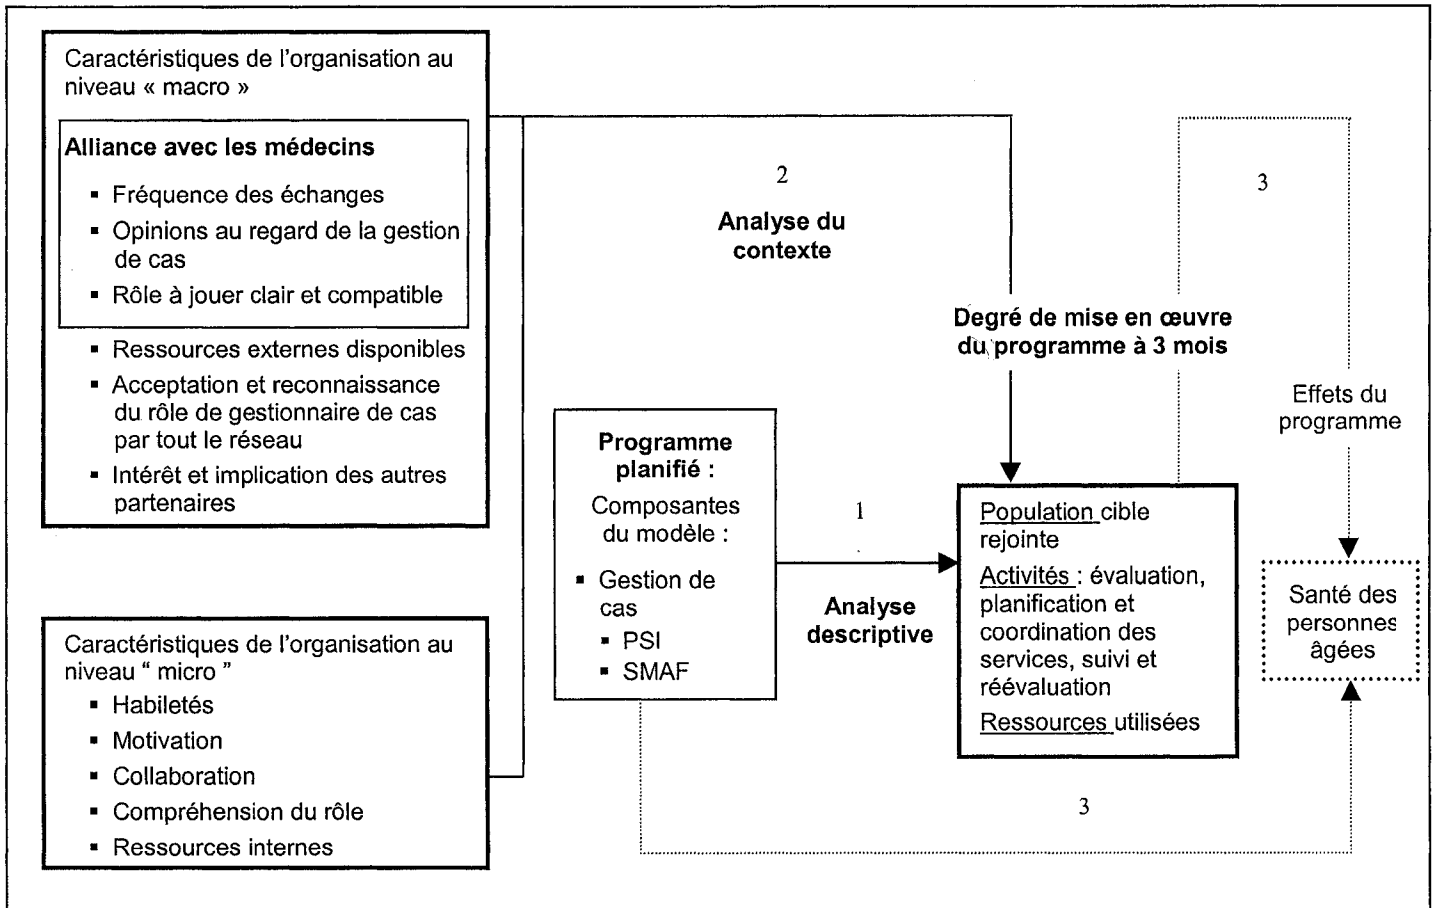 Caractéristiques de l'organisation au
niveau « macro »
Alliance avec les médecins
▪ Fréquence des échanges
▪ Opinions au regard de la gestion
de cas
▪ Rôle à jouer clair et compatible
▪ Ressources externes disponibles
▪ Acceptation et reconnaissance
du rôle de gestionnaire de cas
par tout le réseau
▪ Intérêt et implication des autres
partenaires
Caractéristiques de l'organisation au
niveau “ micro ”
▪ Habiletés
▪ Motivation
▪ Collaboration
▪ Compréhension du rôle
▪ Ressources internes
2
Analyse du
contexte
Programme
planifié :
Composantes
du modèle :
▪ Gestion de
cas
▪ PSI
▪ SMAF
1
Analyse
descriptive
Degré de mise en œuvre
du programme à 3 mois
Population cible
rejointe
Activités : évaluation,
planification et
coordination des
services, suivi et
réévaluation
Ressources utilisées
3
Effets du
programme
Santé des
personnes
âgées
3